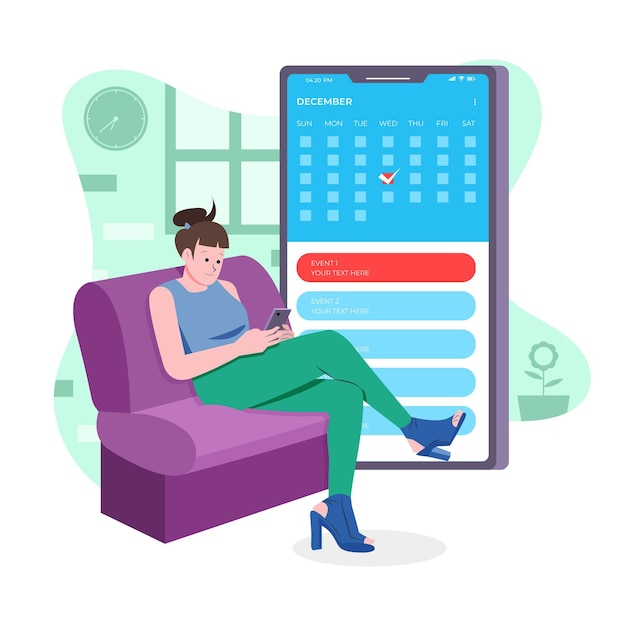 04.20 PM
DECEMBER
SUN MON TUE WED THU FRI SAT
EVENT 1
YOUR TEXT HERE
EVENT 2
YOUR TEXT HERE
HERE